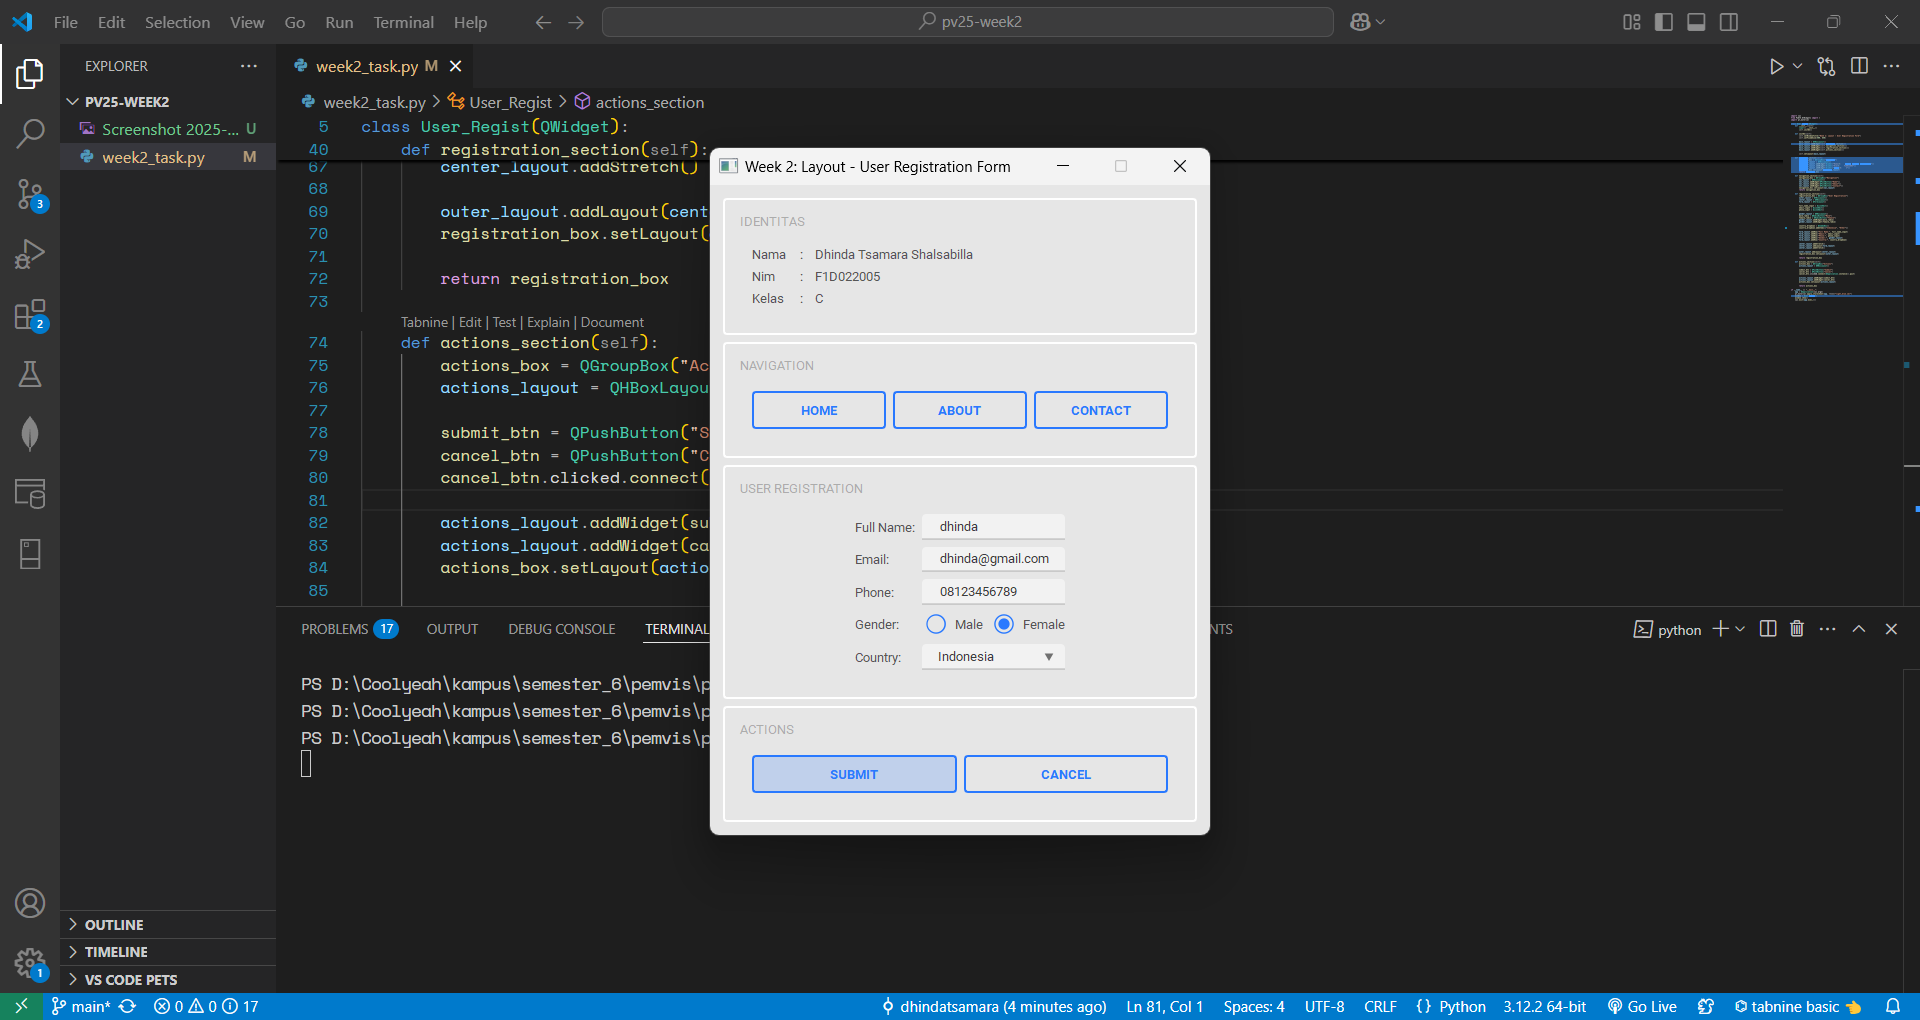 File Edit Selection View Go Run Terminal Help
pv25-week2
EXPLORER
PV25-WEEK2
Screenshot 2025-... U
week2_task.py M
OUTLINE
TIMELINE
VS CODE PETS
3
2
1
week2_task.py M
week2_task.py > User_Regist > actions_section
5 class User_Regist(QWidget):
40 def registration_section(self):
67 center_layout.addStretch()
68
69 outer_layout.addLayout(cent
70 registration_box.setLayout(
71
72 return registration_box
73
Tabnine | Edit | Test | Explain | Document
74 def actions_section(self):
75 actions_box = QGroupBox("Ac
76 actions_layout = QHBoxLayou
77
78 submit_btn = QPushButton("S
79 cancel_btn = QPushButton("C
80 cancel_btn.clicked.connect(
81
82 actions_layout.addWidget(su
83 actions_layout.addWidget(ca
84 actions_box.setLayout(actio
85
PROBLEMS 17 OUTPUT DEBUG CONSOLE TERMINAL NTS
python
PS D:\Coolyeah\kampus\semester_6\pemvis\p
PS D:\Coolyeah\kampus\semester_6\pemvis\p
PS D:\Coolyeah\kampus\semester_6\pemvis\p
Week 2: Layout - User Registration Form
IDENTITAS
Nama : Dhinda Tsamara Shalsabilla
Nim : F1D022005
Kelas : C
NAVIGATION
HOME ABOUT CONTACT
USER REGISTRATION
Full Name: dhinda
Email: dhinda@gmail.com
Phone: 08123456789
Gender: Male Female
Country: Indonesia
ACTIONS
SUBMIT CANCEL
main* 0 0 17 dhindatsamara (4 minutes ago) Ln 81, Col 1 Spaces: 4 UTF-8 CRLF {} Python 3.12.2 64-bit Go Live tabnine basic